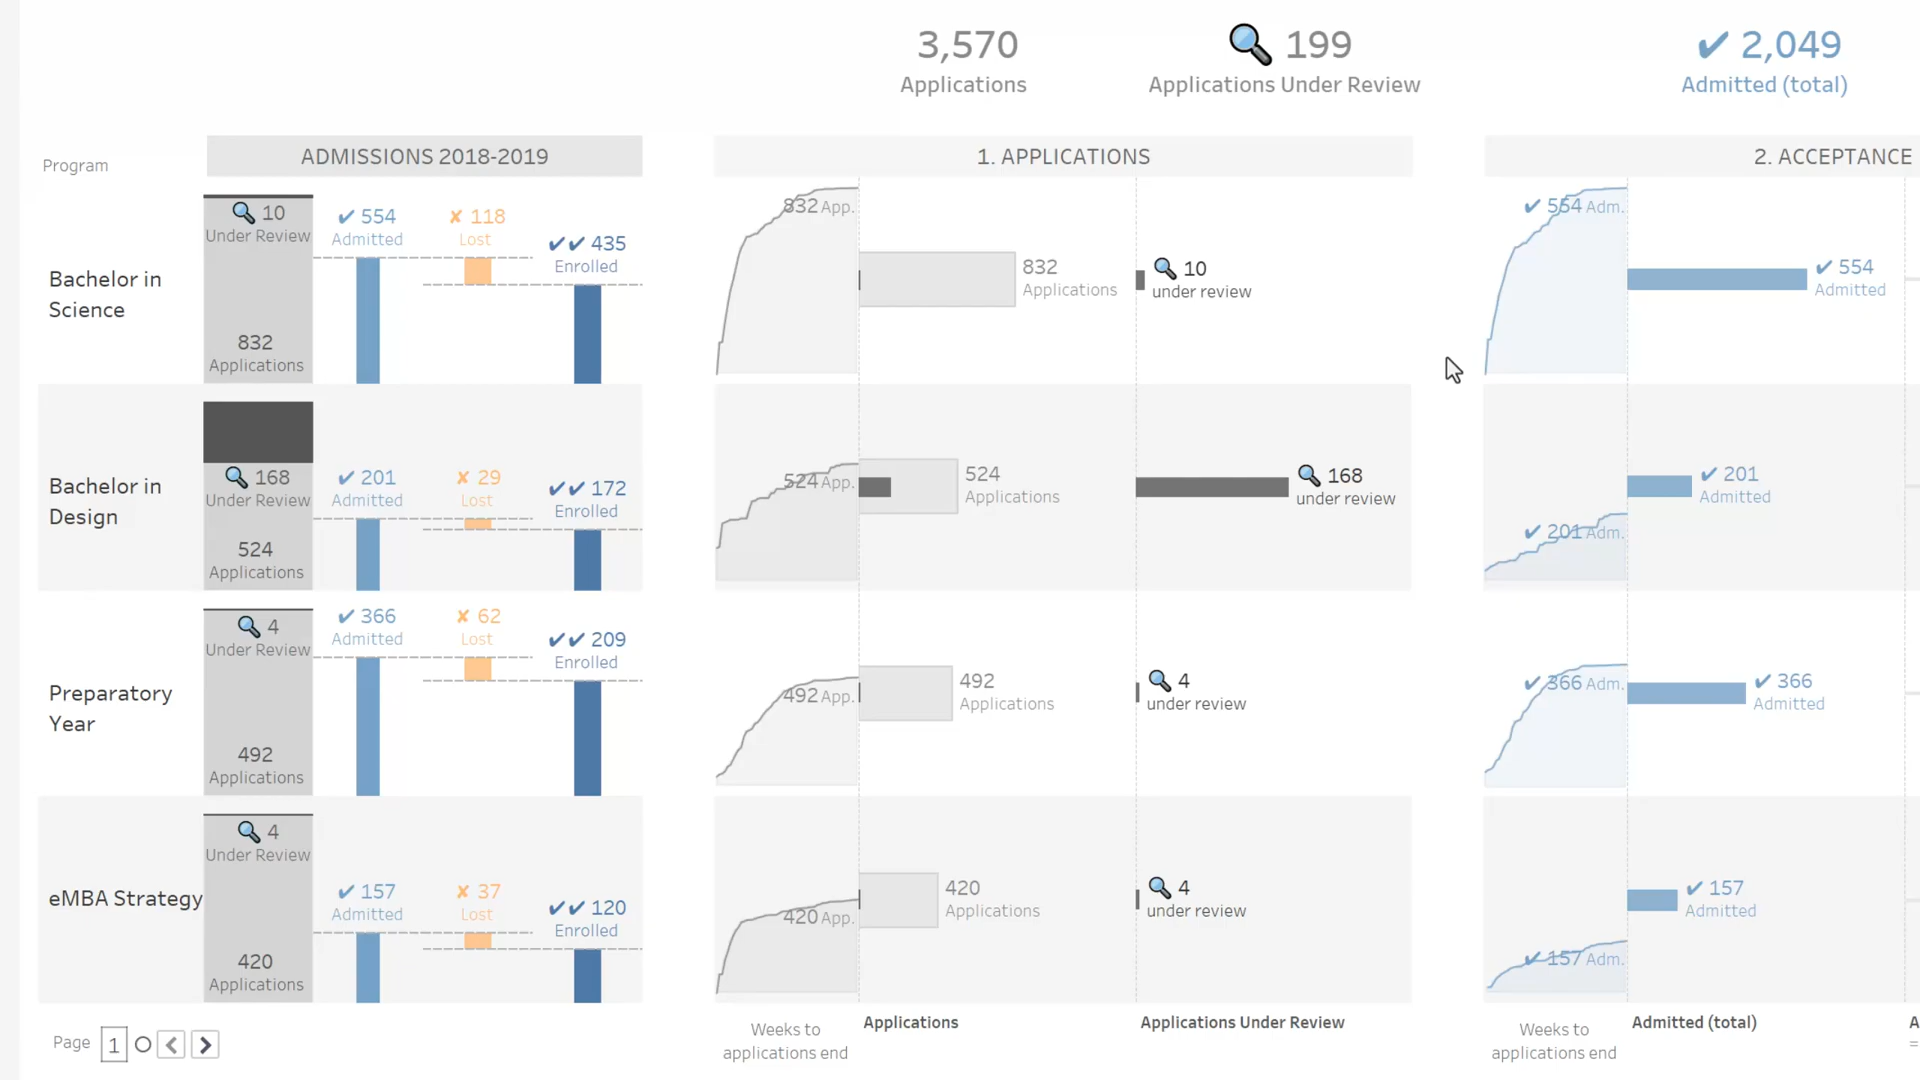 3,570
Applications
199
Applications Under Review
✔ 2,049
Admitted (total)
Program
ADMISSIONS 2018-2019
1. APPLICATIONS
2. ACCEPTANCE
Bachelor in
Science
10
Under Review
832
Applications
✔ 554
Admitted
✘ 118
Lost
✔✔ 435
Enrolled
832 App.
832
Applications
10
under review
✔ 554 Adm.
✔ 554
Admitted
Bachelor in
Design
168
Under Review
524
Applications
✔ 201
Admitted
✘ 29
Lost
✔✔ 172
Enrolled
524 App.
524
Applications
168
under review
✔ 201 Adm.
✔ 201
Admitted
Preparatory
Year
4
Under Review
492
Applications
✔ 366
Admitted
✘ 62
Lost
✔✔ 209
Enrolled
492 App.
492
Applications
4
under review
✔ 366 Adm.
✔ 366
Admitted
eMBA Strategy
4
Under Review
420
Applications
✔ 157
Admitted
✘ 37
Lost
✔✔ 120
Enrolled
420 App.
420
Applications
4
under review
✔ 157 Adm.
✔ 157
Admitted
Weeks to
applications end
Applications
Applications Under Review
Weeks to
applications end
Admitted (total)
Page 1